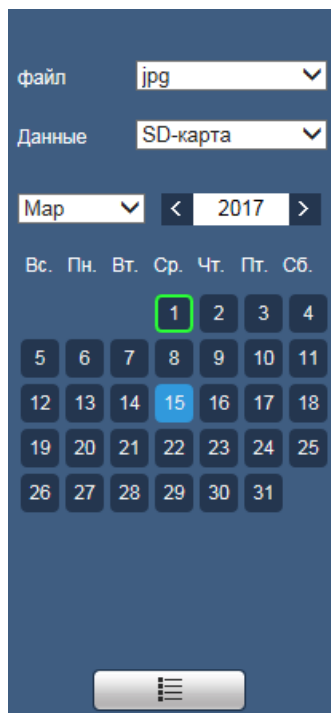 файл jpg
Данные SD-карта
Мар < 2017 >
Вс. Пн. Вт. Ср. Чт. Пт. Сб.
1 2 3 4
5 6 7 8 9 10 11
12 13 14 15 16 17 18
19 20 21 22 23 24 25
26 27 28 29 30 31